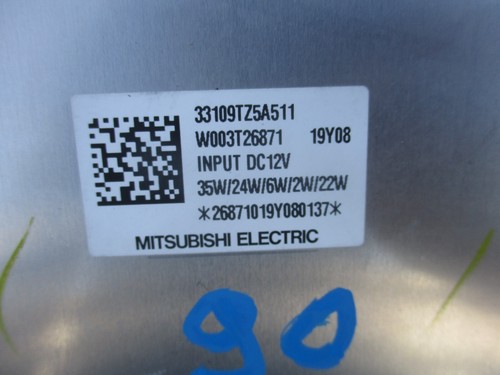 33109TZ5A511
W003T26871 19Y08
INPUT DC12V
35W/24W/6W/2W/22W
*26871019Y080137*
MITSUBISHI ELECTRIC
90